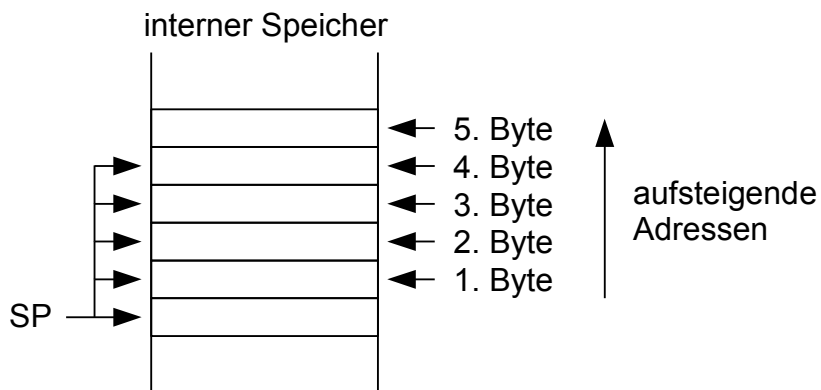 interner Speicher
5. Byte
4. Byte
3. Byte
2. Byte
1. Byte
aufsteigende
Adressen
SP